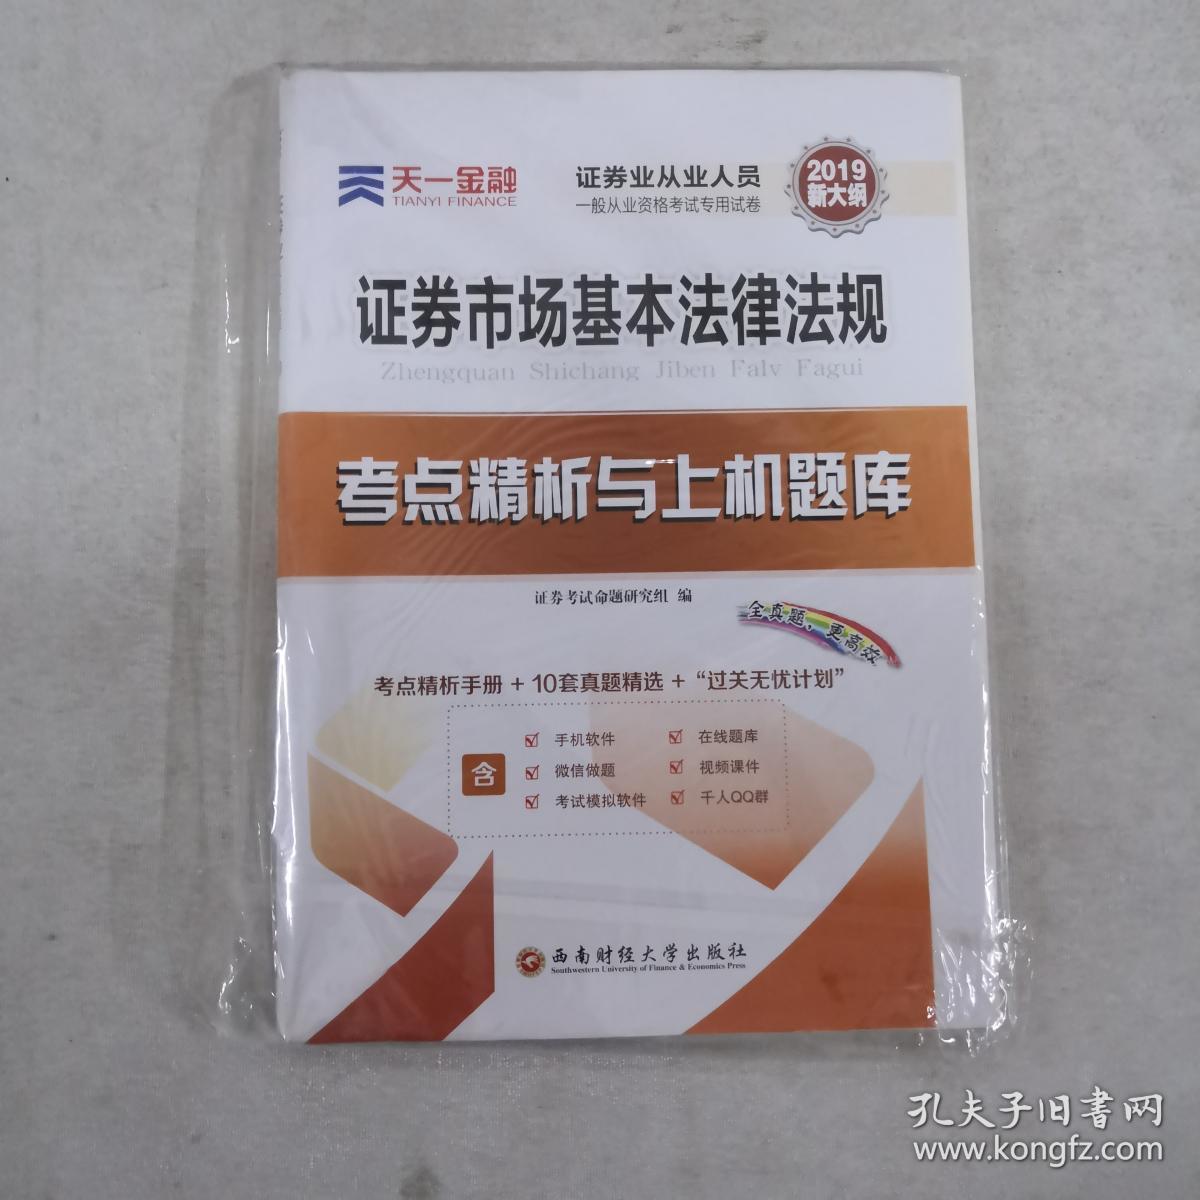 天一金融
TIANYI FINANCE
证券业从业人员
一般从业资格考试专用试卷
2019
新大纲
证券市场基本法律法规
Zhengquan Shichang Jiben Falv Fagui
考点精析与上机题库
证券考试命题研究组 编
全真题，更高效
考点精析手册 + 10套真题精选 + “过关无忧计划”
含
手机软件
在线题库
微信做题
视频课件
考试模拟软件
千人QQ群
西南财经大学出版社
Southwestern University of Finance & Economics Press
孔夫子旧书网
www.kongfz.com